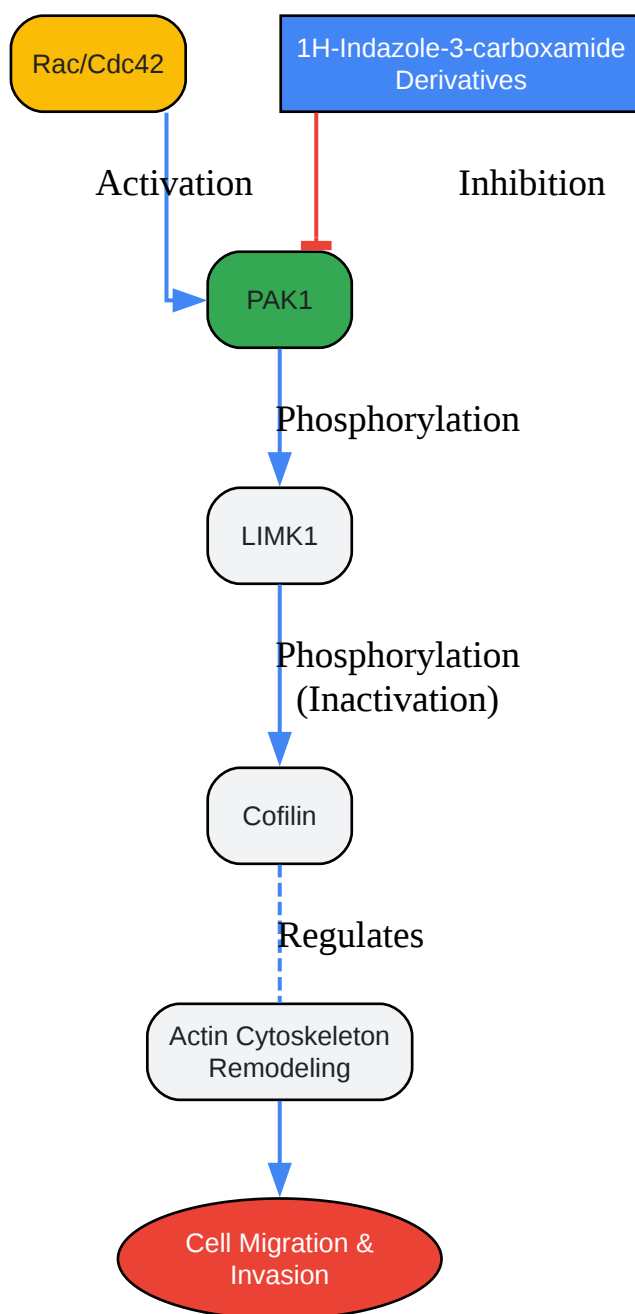 Rac/Cdc42
1H-Indazole-3-carboxamide
Derivatives
Activation
Inhibition
PAK1
Phosphorylation
LIMK1
Phosphorylation
(Inactivation)
Cofilin
Regulates
Actin Cytoskeleton
Remodeling
Cell Migration &
Invasion